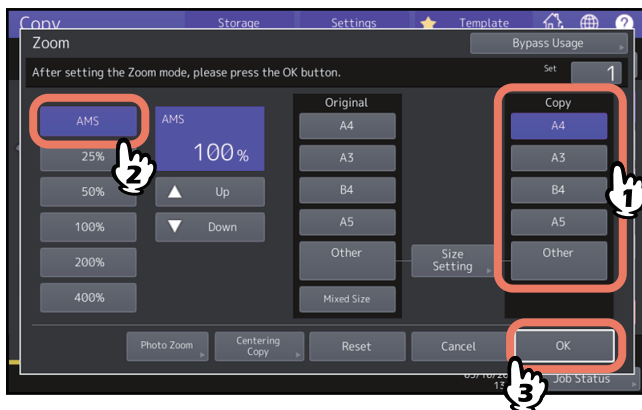 Copy Storage Settings Template
Zoom Bypass Usage
After setting the Zoom mode, please press the OK button. Set 1
Original Copy
AMS AMS A4 A4
25% 100 % A3 A3
2
50% Up B4 B4
1
100% Down A5 A5
200% Other Size Setting Other
400% Mixed Size
Photo Zoom Centering Copy Reset Cancel OK
3
Job Status